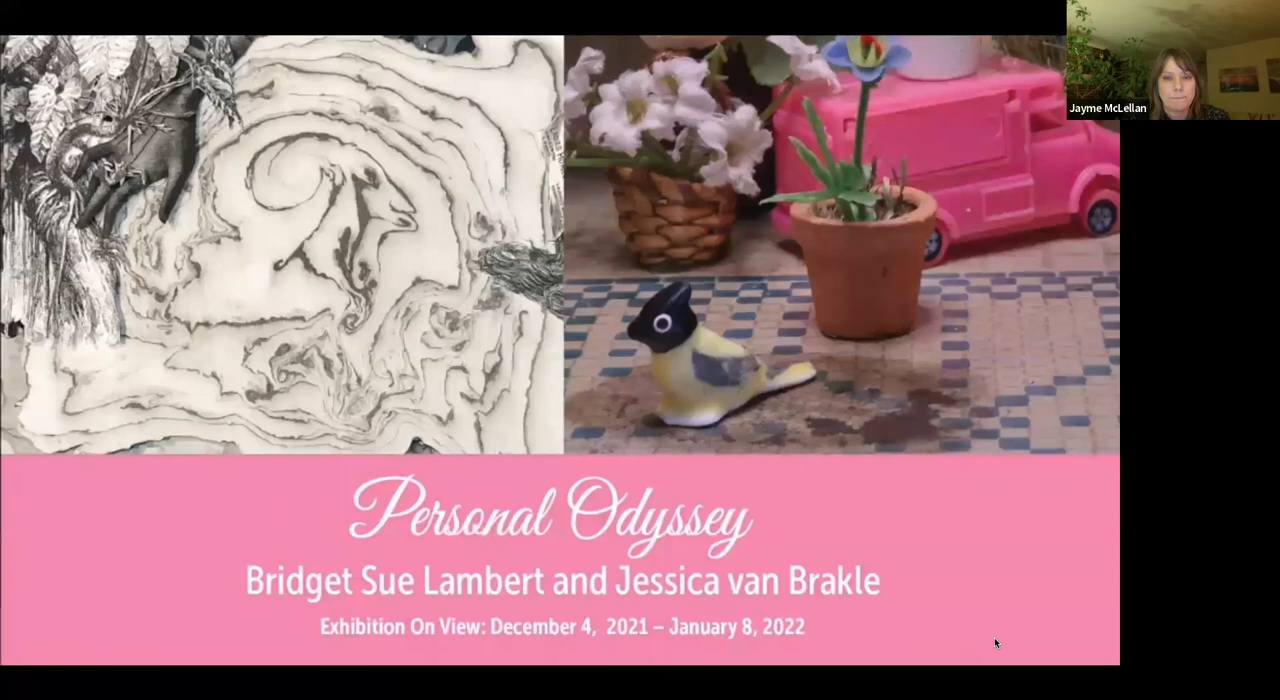 Jayme McLellan
Personal Odyssey
Bridget Sue Lambert and Jessica van Brakle
Exhibition On View: December 4, 2021 – January 8, 2022